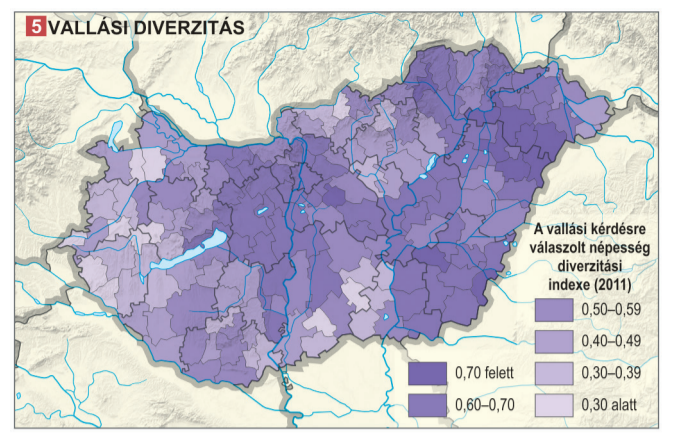 5 VALLÁSI DIVERZITÁS
A vallási kérdésre
válaszolt népesség
diverzitási
indexe (2011)
0,50–0,59
0,40–0,49
0,70 felett
0,30–0,39
0,60–0,70
0,30 alatt